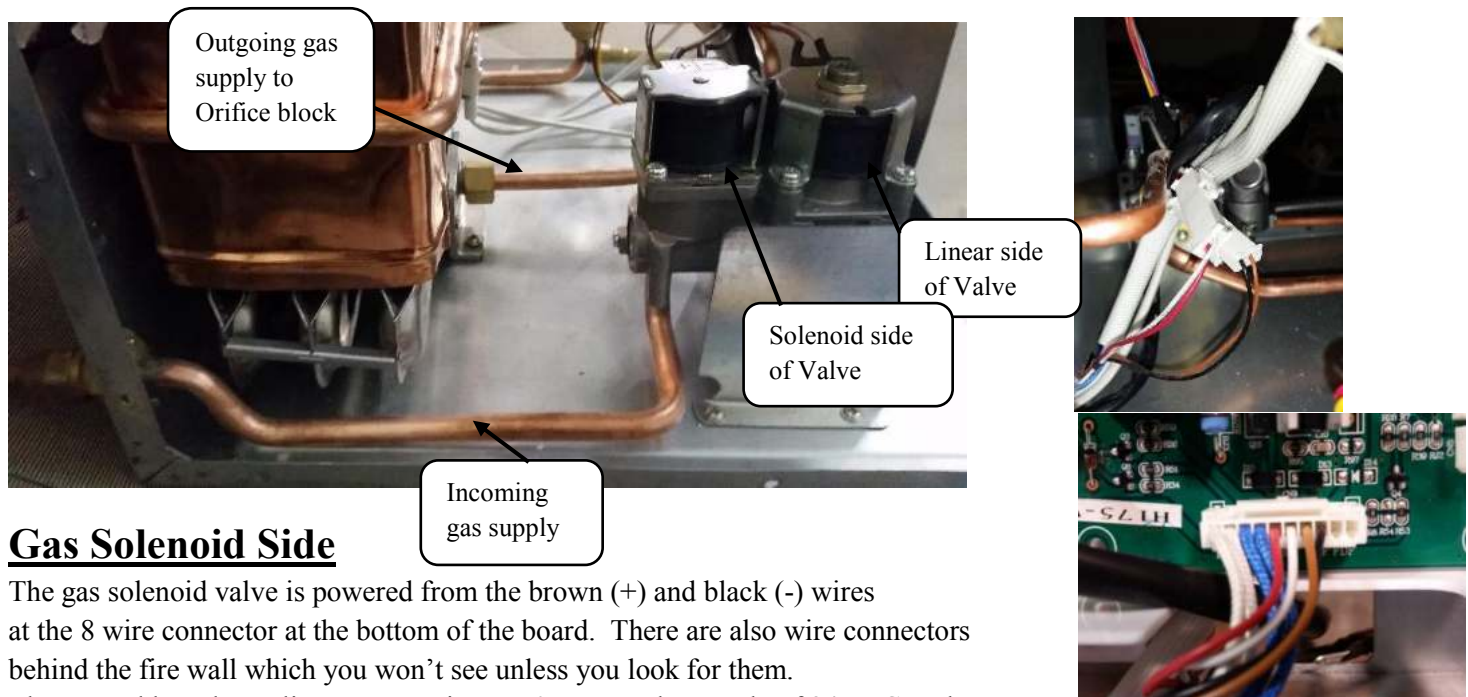 Outgoing gas
supply to
Orifice block
Linear side
of Valve
Solenoid side
of Valve
Incoming
gas supply
H175-
Gas Solenoid Side
The gas solenoid valve is powered from the brown (+) and black (-) wires
at the 8 wire connector at the bottom of the board. There are also wire connectors
behind the fire wall which you won’t see unless you look for them.